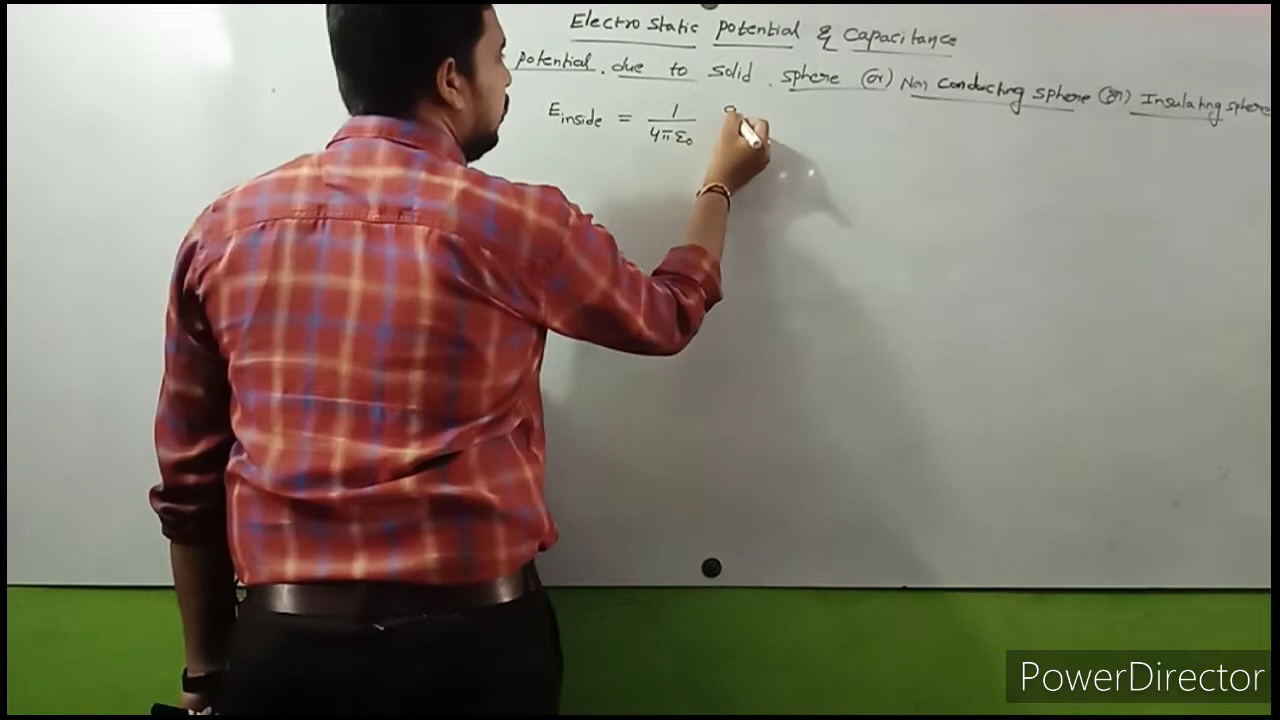 Electro static potential & capacitance
potential due to solid sphere (or) Non conducting sphere (or) Insulating sphere
E inside = 1/4πε0
PowerDirector